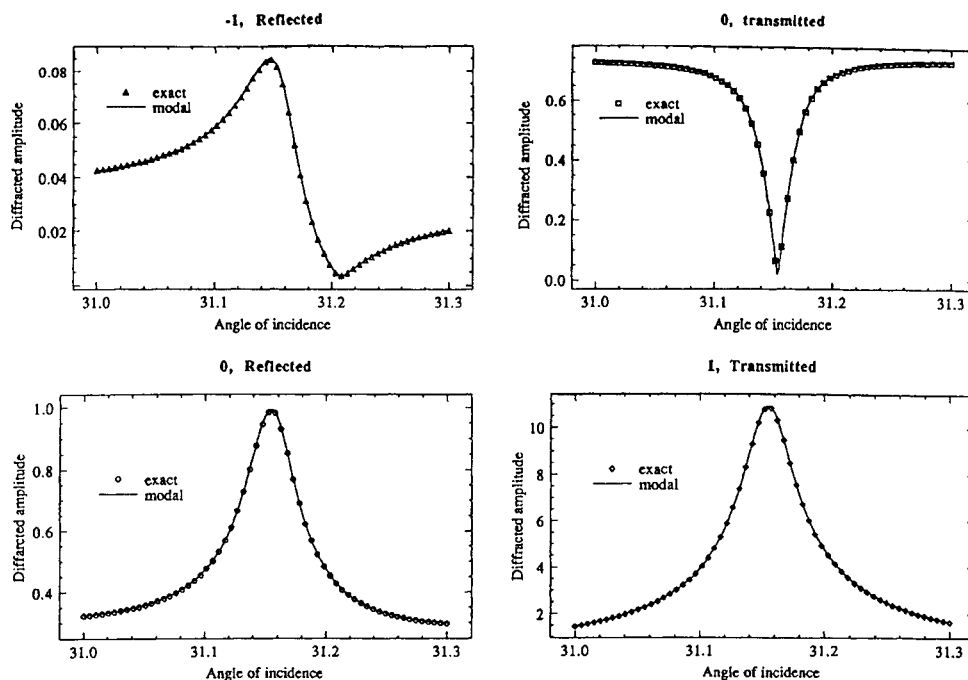 -1, Reflected
Diffracted amplitude
0.08
0.06
0.04
0.02
exact
modal
31.0 31.1 31.2 31.3
Angle of incidence
0, transmitted
Diffracted amplitude
0.6
0.4
0.2
0.0
exact
modal
31.0 31.1 31.2 31.3
Angle of incidence
0, Reflected
Diffarcted amplitude
1.0
0.8
0.6
0.4
exact
modal
31.0 31.1 31.2 31.3
Angle of incidence
1, Transmitted
Diffracted amplitude
10
8
6
4
2
exact
modal
31.0 31.1 31.2 31.3
Angle of incidence